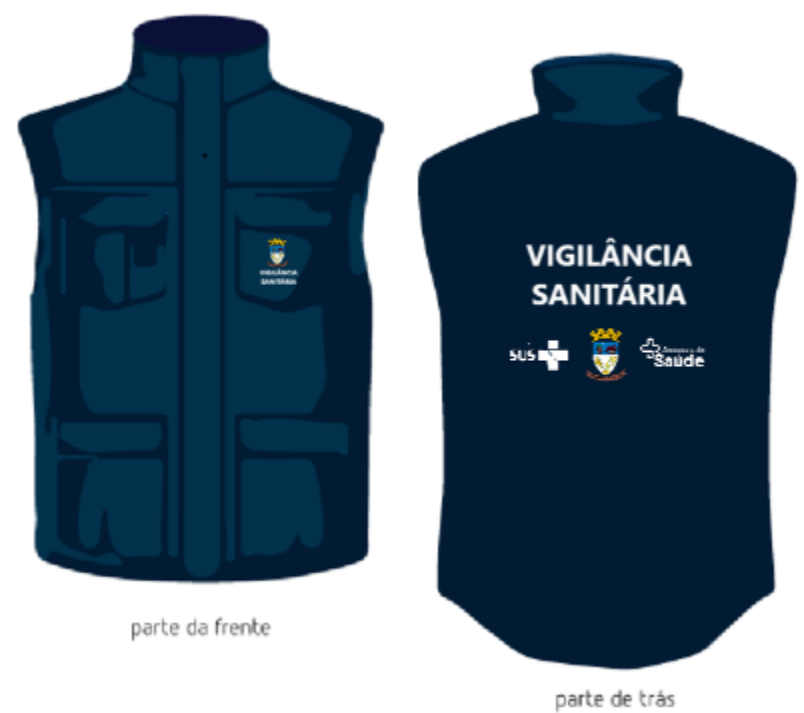 VIGILÂNCIA
SANITÁRIA
parte da frente
VIGILÂNCIA
SANITÁRIA
SUS
Saúde
parte de trás